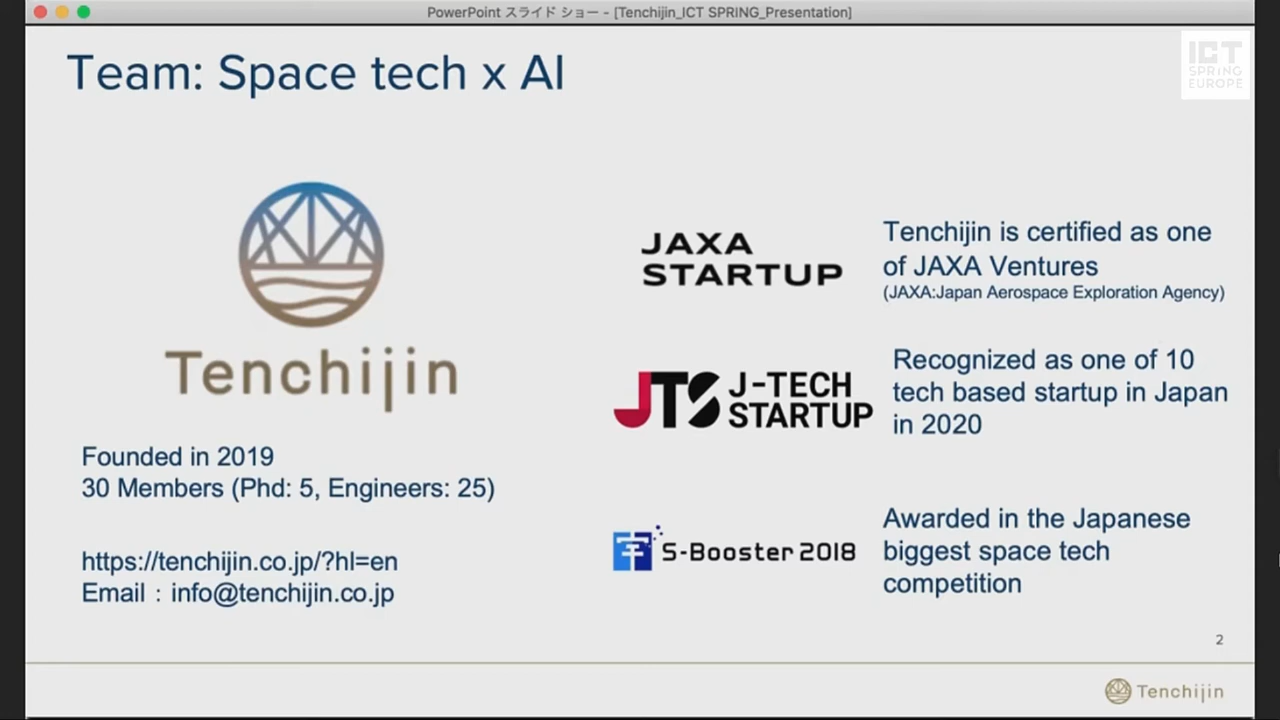 PowerPoint スライド ショー - [Tenchijin_ICT SPRING_Presentation]
ICT
SPRING
EUROPE
Team: Space tech x AI
Tenchijin
Founded in 2019
30 Members (Phd: 5, Engineers: 25)
https://tenchijin.co.jp/?hl=en
Email：info@tenchijin.co.jp
JAXA
STARTUP
Tenchijin is certified as one
of JAXA Ventures
(JAXA:Japan Aerospace Exploration Agency)
JTS J-TECH
STARTUP
Recognized as one of 10
tech based startup in Japan
in 2020
S-Booster 2018
Awarded in the Japanese
biggest space tech
competition
2
Tenchijin